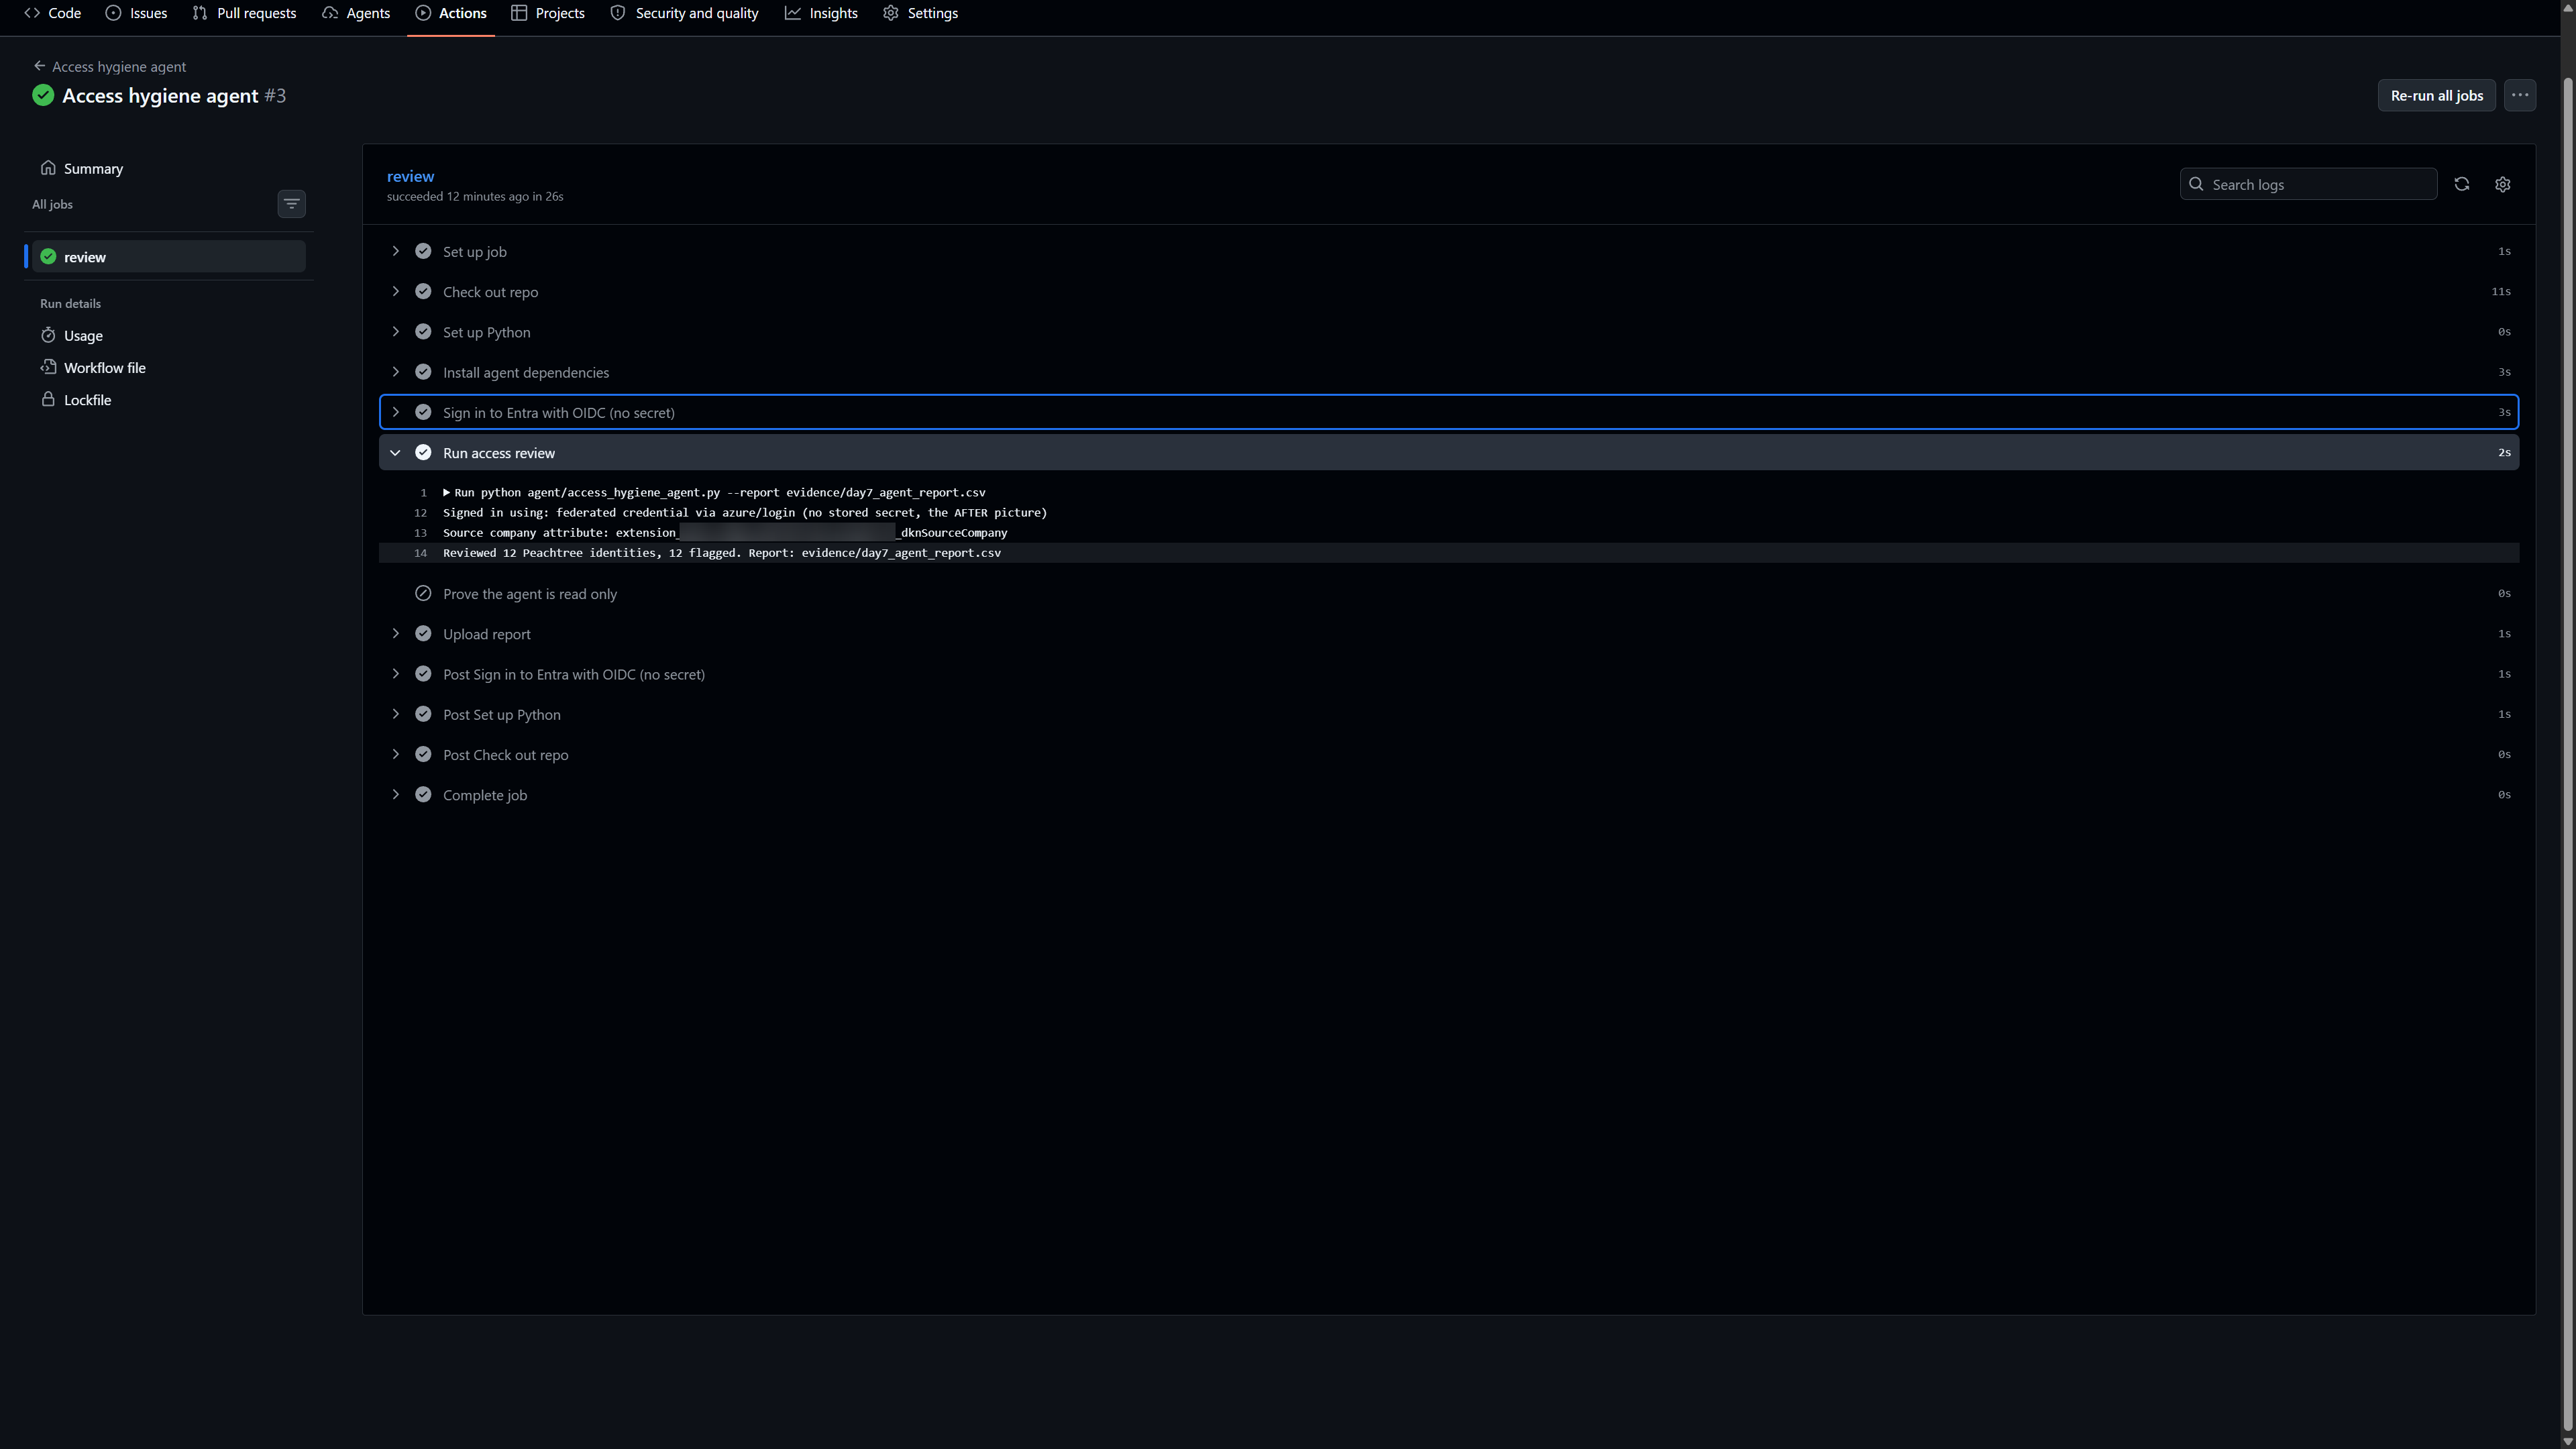 Code Issues Pull requests Agents Actions Projects Security and quality Insights Settings
Access hygiene agent
Access hygiene agent #3
Re-run all jobs
Summary
All jobs
review
Run details
Usage
Workflow file
Lockfile
review
succeeded 12 minutes ago in 26s
Search logs
Set up job 1s
Check out repo 11s
Set up Python 0s
Install agent dependencies 3s
Sign in to Entra with OIDC (no secret) 3s
Run access review 2s
1 Run python agent/access_hygiene_agent.py --report evidence/day7_agent_report.csv
12 Signed in using: federated credential via azure/login (no stored secret, the AFTER picture)
13 Source company attribute: extension_ _dknSourceCompany
14 Reviewed 12 Peachtree identities, 12 flagged. Report: evidence/day7_agent_report.csv
Prove the agent is read only 0s
Upload report 1s
Post Sign in to Entra with OIDC (no secret) 1s
Post Set up Python 1s
Post Check out repo 0s
Complete job 0s